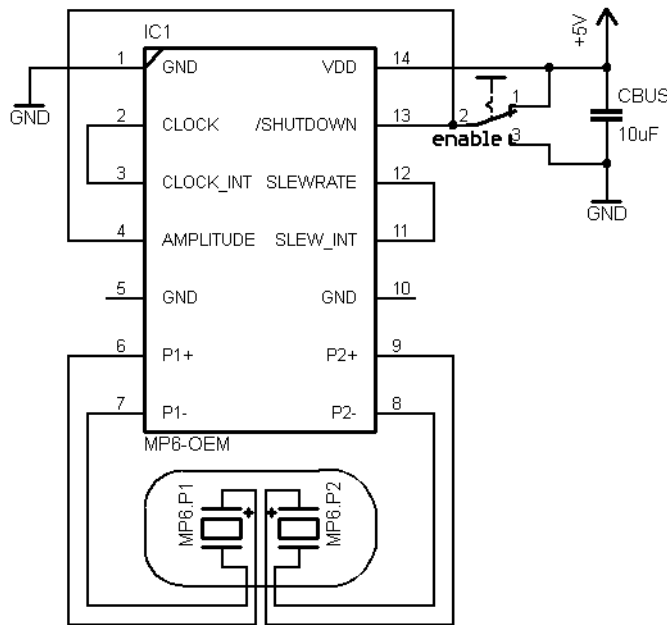 IC1
+5V
1 GND VDD 14
GND
CBUS
10uF
2 CLOCK /SHUTDOWN 13
2 1
enable 3
3 CLOCK_INT SLEWRATE 12
GND
4 AMPLITUDE SLEW_INT 11
5 GND GND 10
6 P1+ P2+ 9
7 P1- P2- 8
MP6-OEM
MP6.P1 + + MP6.P2